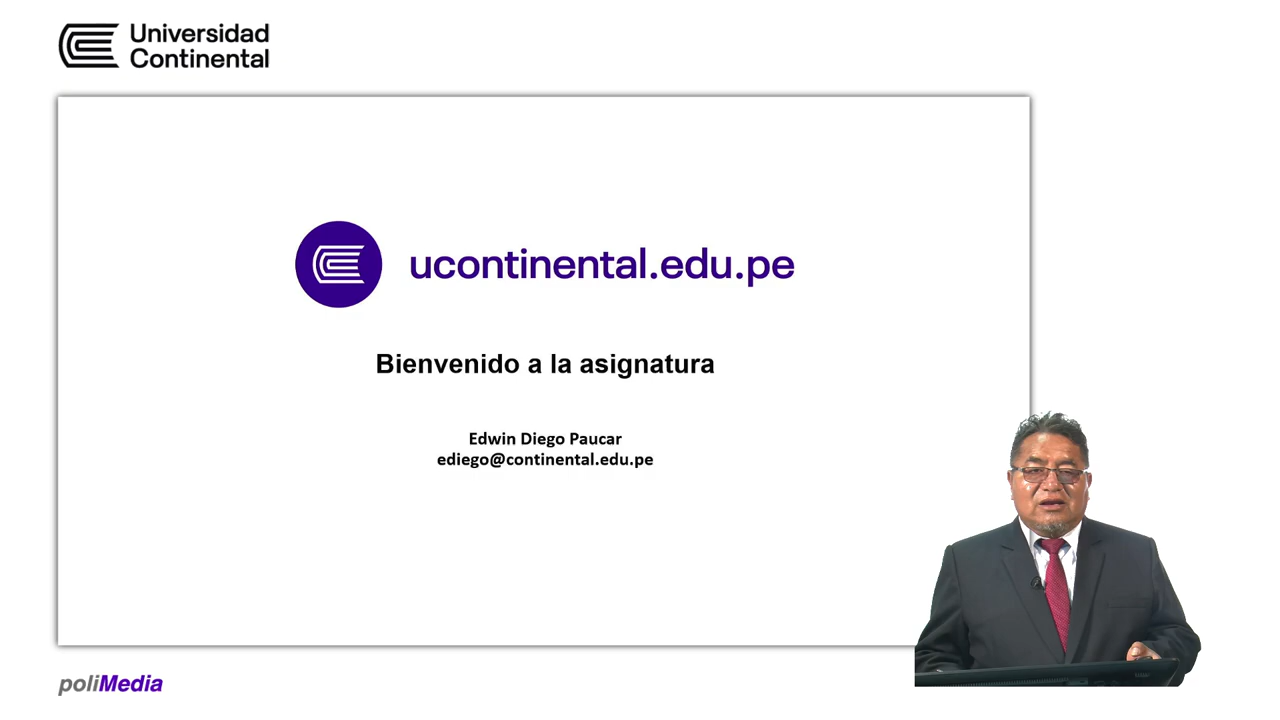 Universidad
Continental
ucontinental.edu.pe
Bienvenido a la asignatura
Edwin Diego Paucar
ediego@continental.edu.pe
poliMedia